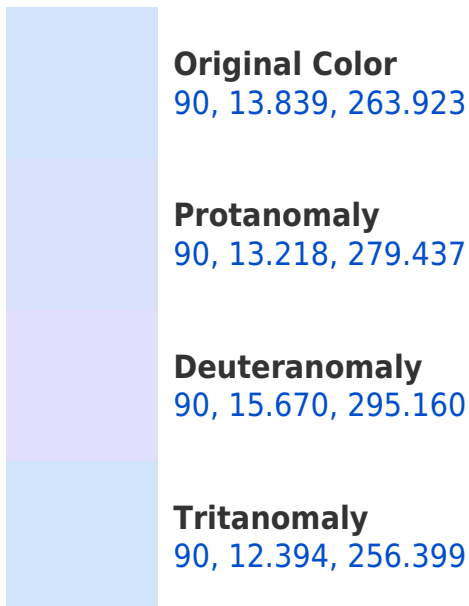 Original Color
90, 13.839, 263.923
Protanomaly
90, 13.218, 279.437
Deuteranomaly
90, 15.670, 295.160
Tritanomaly
90, 12.394, 256.399